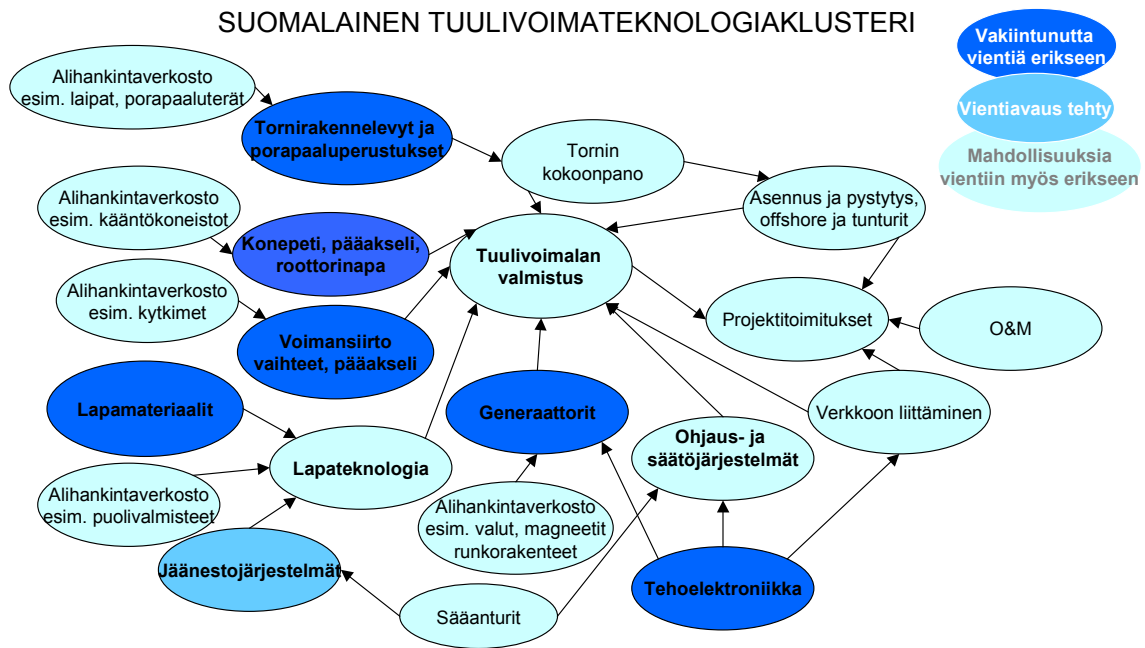 SUOMALAINEN TUULIVOIMATEKNOLOGIAKLUSTERI
Vakiintunutta
vientiä erikseen
Vientiavaus tehty
Mahdollisuuksia
vientiin myös erikseen
Alihankintaverkosto
esim. laipat, porapaaluterät
Tornirakennelevyt ja
porapaaluperustukset
Tornin
kokoonpano
Asennus ja pystytys,
offshore ja tunturit
Alihankintaverkosto
esim. kääntökoneistot
Konepeti, pääakseli,
roottorinapa
Tuulivoimalan
valmistus
Alihankintaverkosto
esim. kytkimet
Voimansiirto
vaihteet, pääakseli
Projektitoimitukset
O&M
Lapamateriaalit
Generaattorit
Verkkoon liittäminen
Lapateknologia
Ohjaus- ja
säätöjärjestelmät
Alihankintaverkosto
esim. puolivalmisteet
Alihankintaverkosto
esim. valut, magneetit
runkorakenteet
Jäänestojärjestelmät
Tehoelektroniikka
Sääanturit